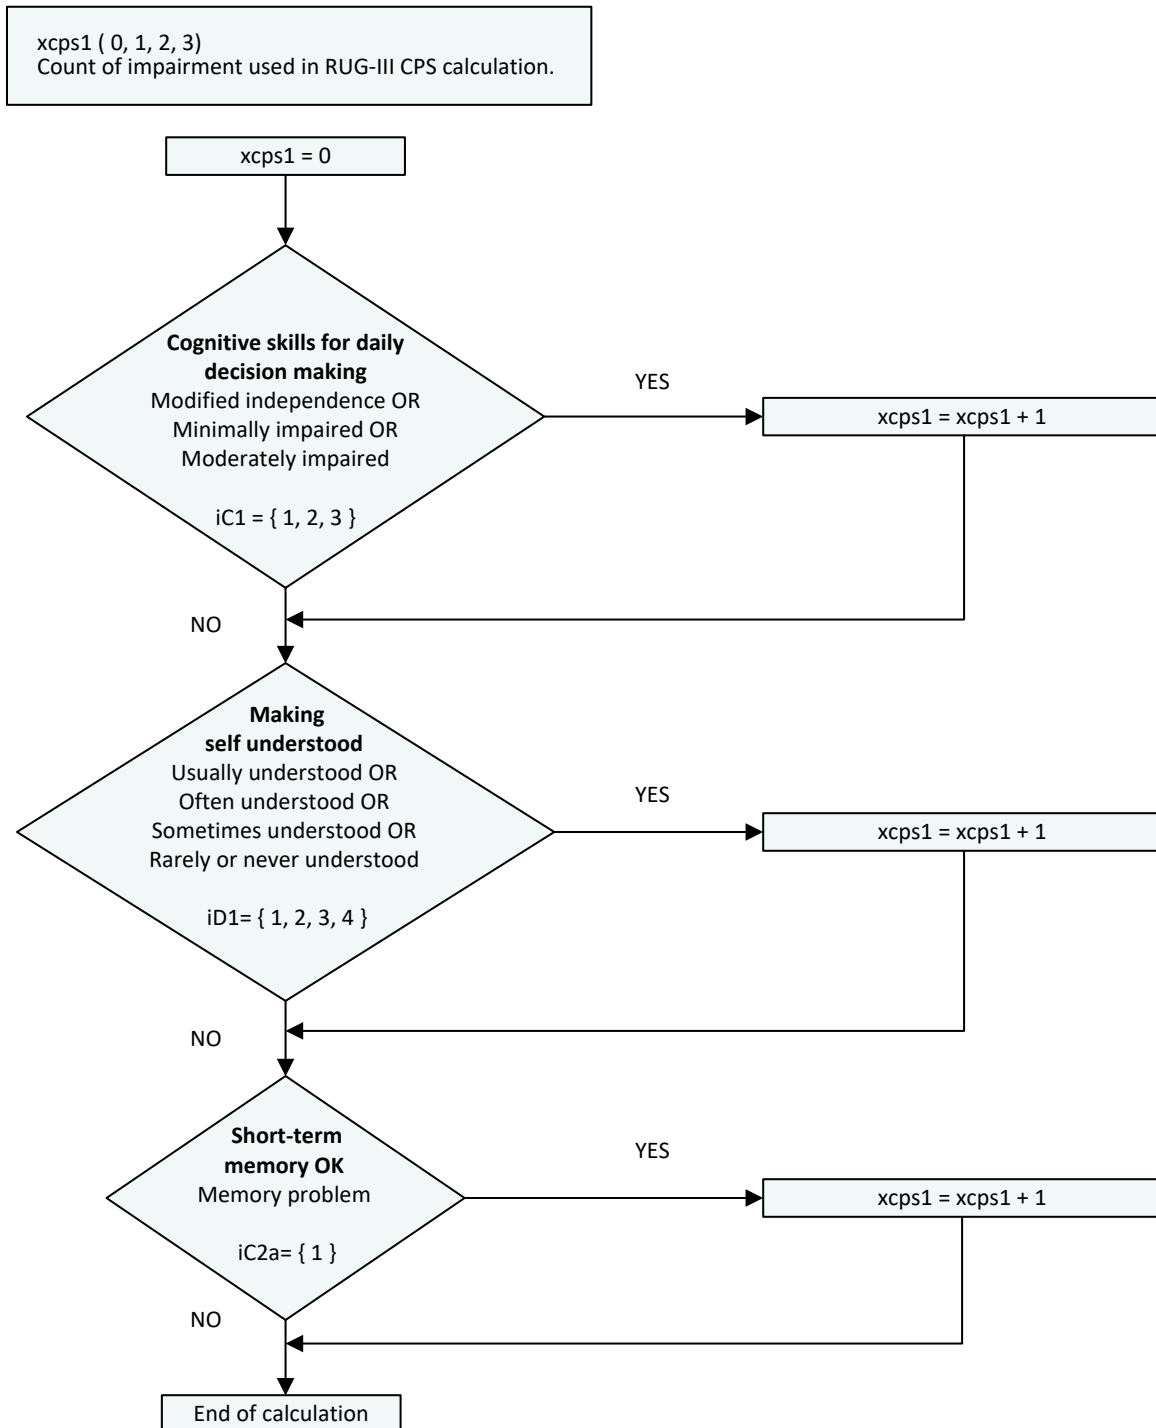 xcps1 ( 0, 1, 2, 3)
Count of impairment used in RUG-III CPS calculation.
xcps1 = 0
Cognitive skills for daily
decision making
Modified independence OR
Minimally impaired OR
Moderately impaired
iC1 = { 1, 2, 3 }
YES
xcps1 = xcps1 + 1
NO
Making
self understood
Usually understood OR
Often understood OR
Sometimes understood OR
Rarely or never understood
iD1= { 1, 2, 3, 4 }
YES
xcps1 = xcps1 + 1
NO
Short-term
memory OK
Memory problem
iC2a= { 1 }
YES
xcps1 = xcps1 + 1
NO
End of calculation